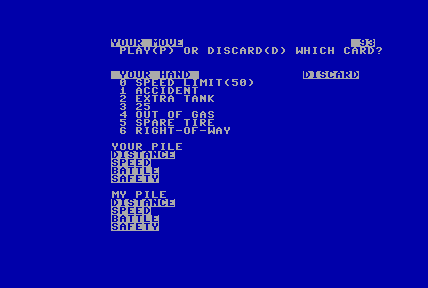 YOUR MOVE 93
PLAY(P) OR DISCARD(D) WHICH CARD?
YOUR HAND DISCARD
0 SPEED LIMIT(50)
1 ACCIDENT
2 EXTRA TANK
3 25
4 OUT OF GAS
5 SPARE TIRE
6 RIGHT-OF-WAY
YOUR PILE
DISTANCE
SPEED
BATTLE
SAFETY
MY PILE
DISTANCE
SPEED
BATTLE
SAFETY